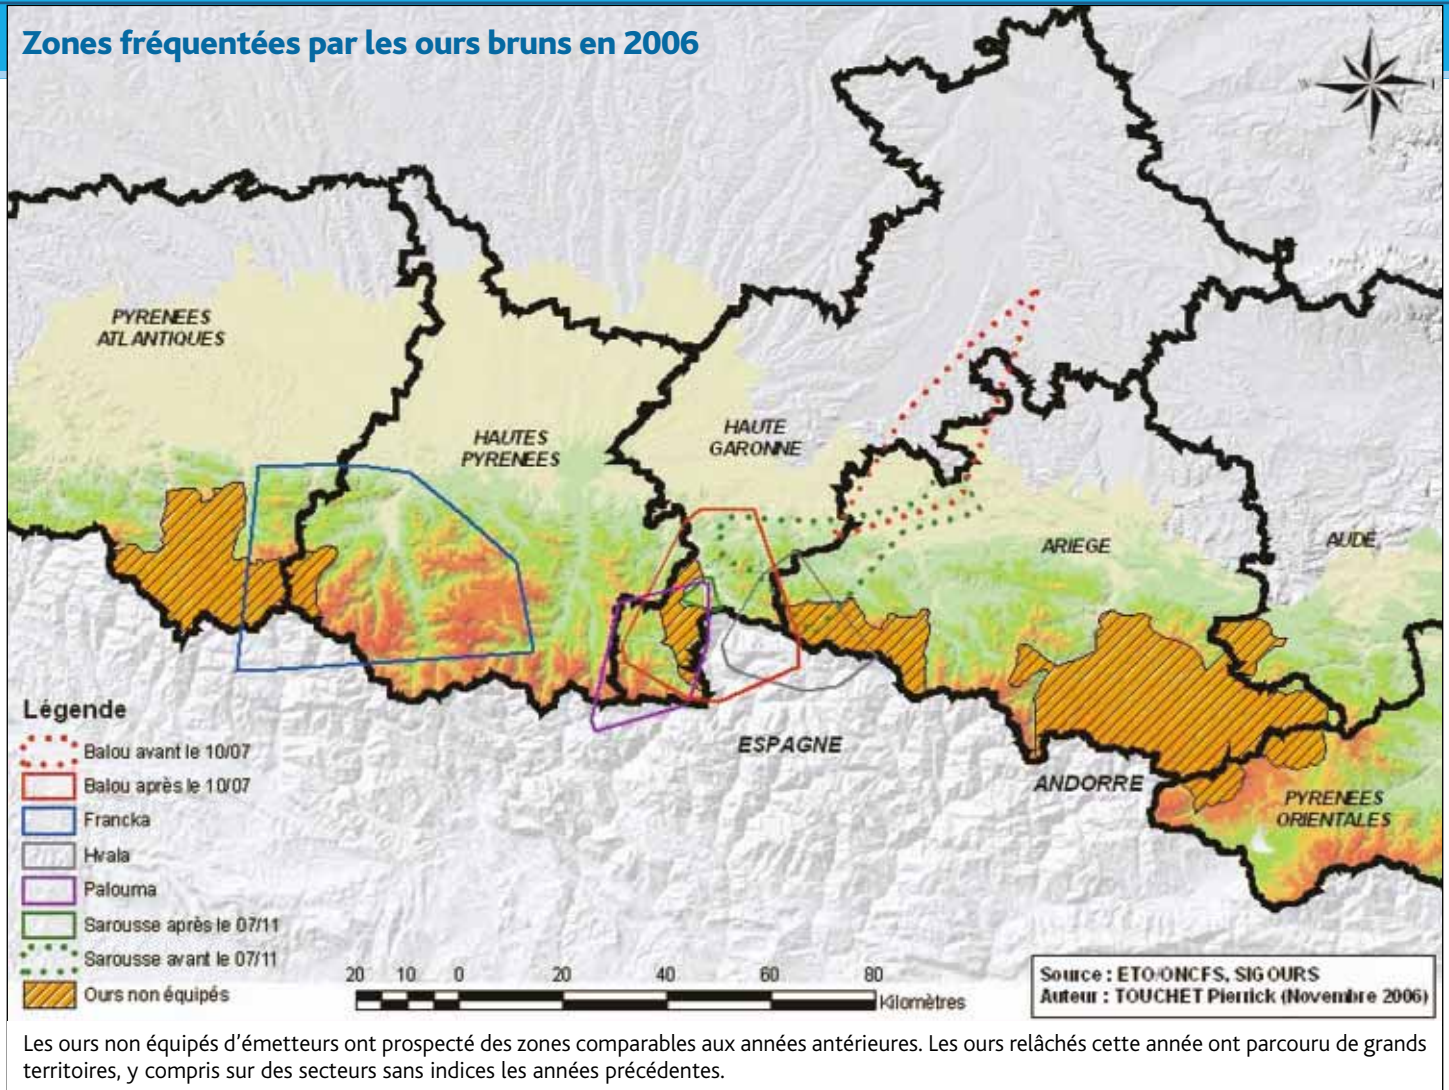 Zones fréquentées par les ours bruns en 2006
PYRENEES
ATLANTIQUES
HAUTES
PYRENEES
HAUTE
GARONNE
ARIEGE
AUDE
ESPAGNE
ANDORRE
PYRENEES
ORIENTALES
Légende
Balou avant le 10/07
Balou après le 10/07
Francka
Hvala
Palouma
Sarousse après le 07/11
Sarousse avant le 07/11
Ours non équipés
20 10 0 20 40 60 80
Kilomètres
Source : ETO/ONCFS, SIG OURS
Auteur : TOUCHET Pierrick (Novembre 2006)
Les ours non équipés d'émetteurs ont prospecté des zones comparables aux années antérieures. Les ours relâchés cette année ont parcouru de grands
territoires, y compris sur des secteurs sans indices les années précédentes.